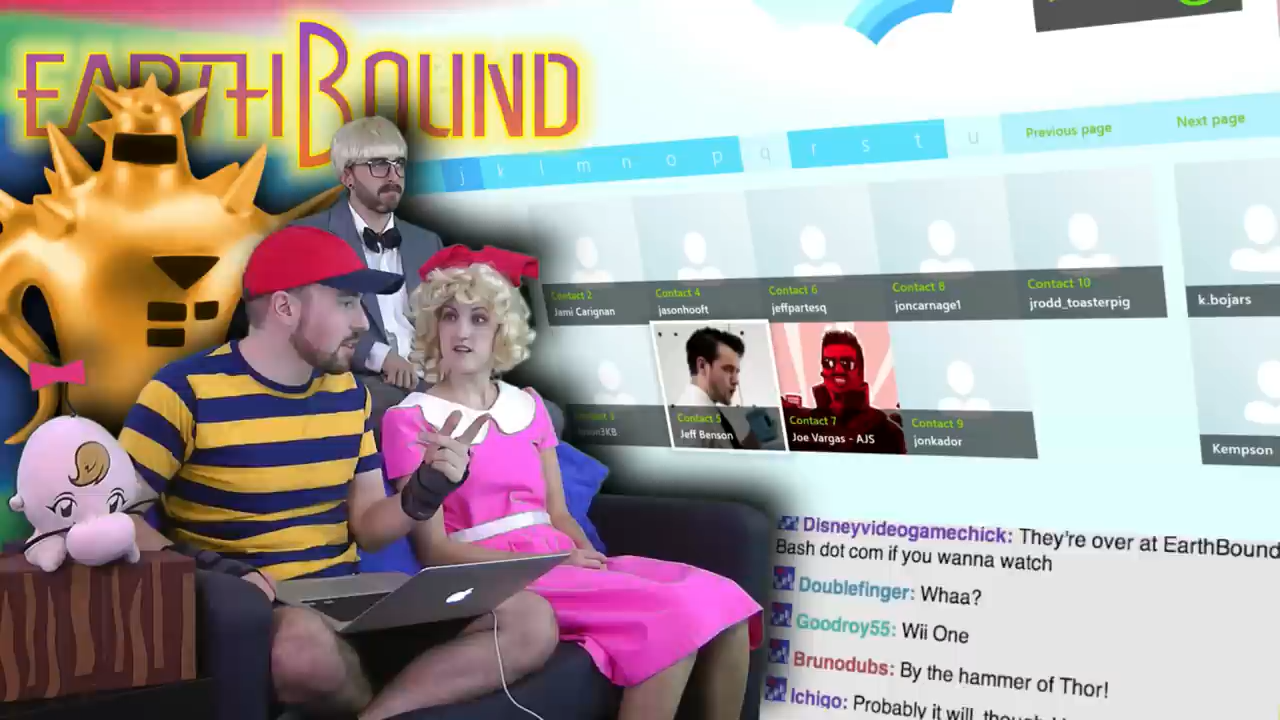 EARTHBOUND
j k l m n o p q r s t u
Previous page
Next page
Contact 2
Jami Carignan
Contact 4
jasonhooft
Contact 6
jeffpartesq
Contact 8
joncarnage1
Contact 10
jrodd_toasterpig
k.bojars
Contact 5
Jeff Benson
Contact 7
Joe Vargas - AJS
Contact 9
jonkador
Kempson
Disneyvideogamechick: They're over at EarthBound
Bash dot com if you wanna watch
Doublefinger: Whaa?
Goodroy55: Wii One
Brunodubs: By the hammer of Thor!
Ichigo: Probably it will, though